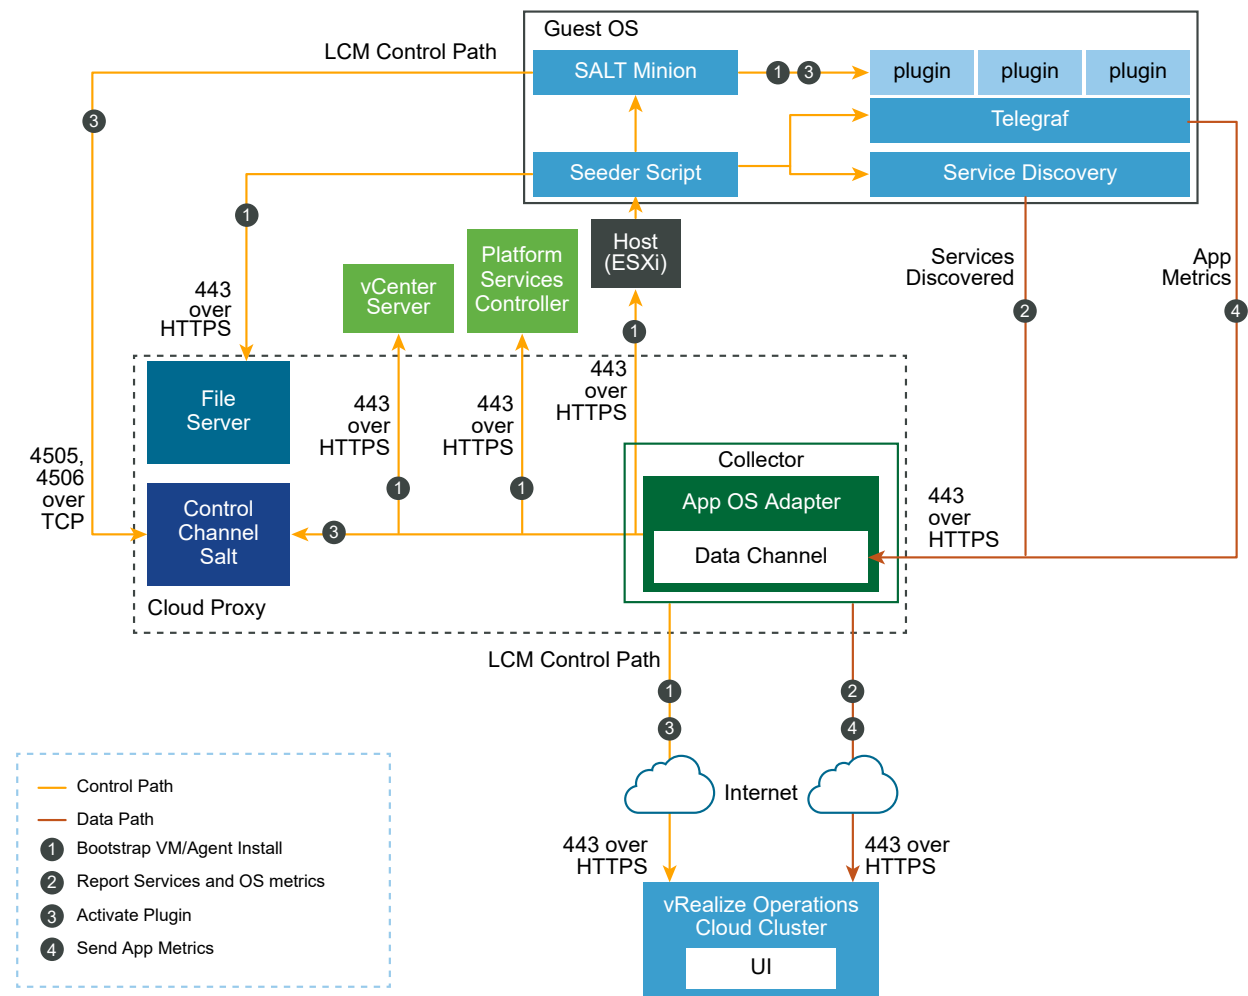 Guest OS
LCM Control Path
SALT Minion
1
3
plugin
plugin
plugin
3
Telegraf
Seeder Script
Service Discovery
1
Host
(ESXi)
Platform
Services
Controller
vCenter
Server
Services
Discovered
App
Metrics
443
over
HTTPS
1
2
4
File
Server
443
over
HTTPS
443
over
HTTPS
443
over
HTTPS
4505,
4506
over
TCP
Collector
1
1
App OS Adapter
443
over
HTTPS
Control
Channel
Salt
3
Data Channel
Cloud Proxy
LCM Control Path
1
2
3
4
Internet
443 over
HTTPS
443 over
HTTPS
vRealize Operations
Cloud Cluster
UI
Control Path
Data Path
1 Bootstrap VM/Agent Install
2 Report Services and OS metrics
3 Activate Plugin
4 Send App Metrics